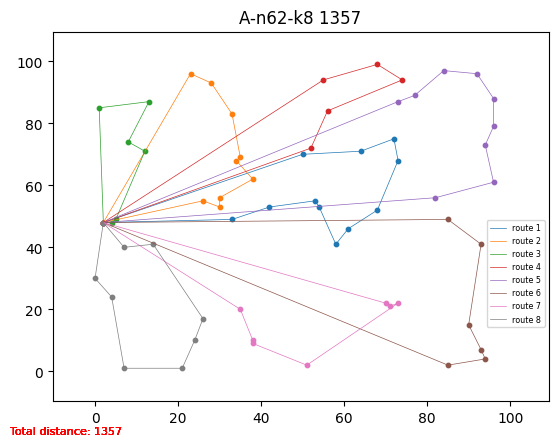 A-n62-k8 1357
100
80
60
40
20
0
0 20 40 60 80 100
route 1
route 2
route 3
route 4
route 5
route 6
route 7
route 8
Total distance: 1357